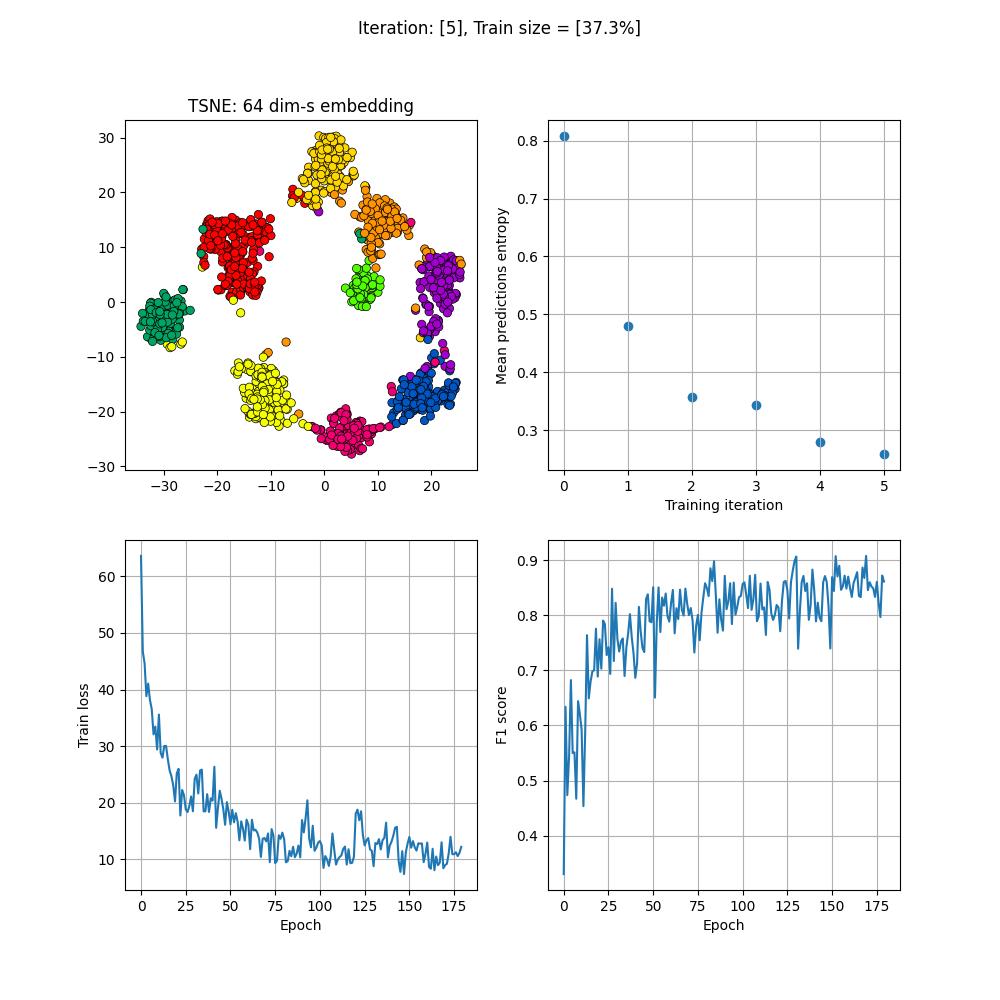 Iteration: [5], Train size = [37.3%]
TSNE: 64 dim-s embedding
30
20
10
0
−10
−20
−30
−30 −20 −10 0 10 20
Mean predictions entropy
0.8
0.7
0.6
0.5
0.4
0.3
0 1 2 3 4 5
Training iteration
Train loss
60
50
40
30
20
10
0 25 50 75 100 125 150 175
Epoch
F1 score
0.9
0.8
0.7
0.6
0.5
0.4
0 25 50 75 100 125 150 175
Epoch